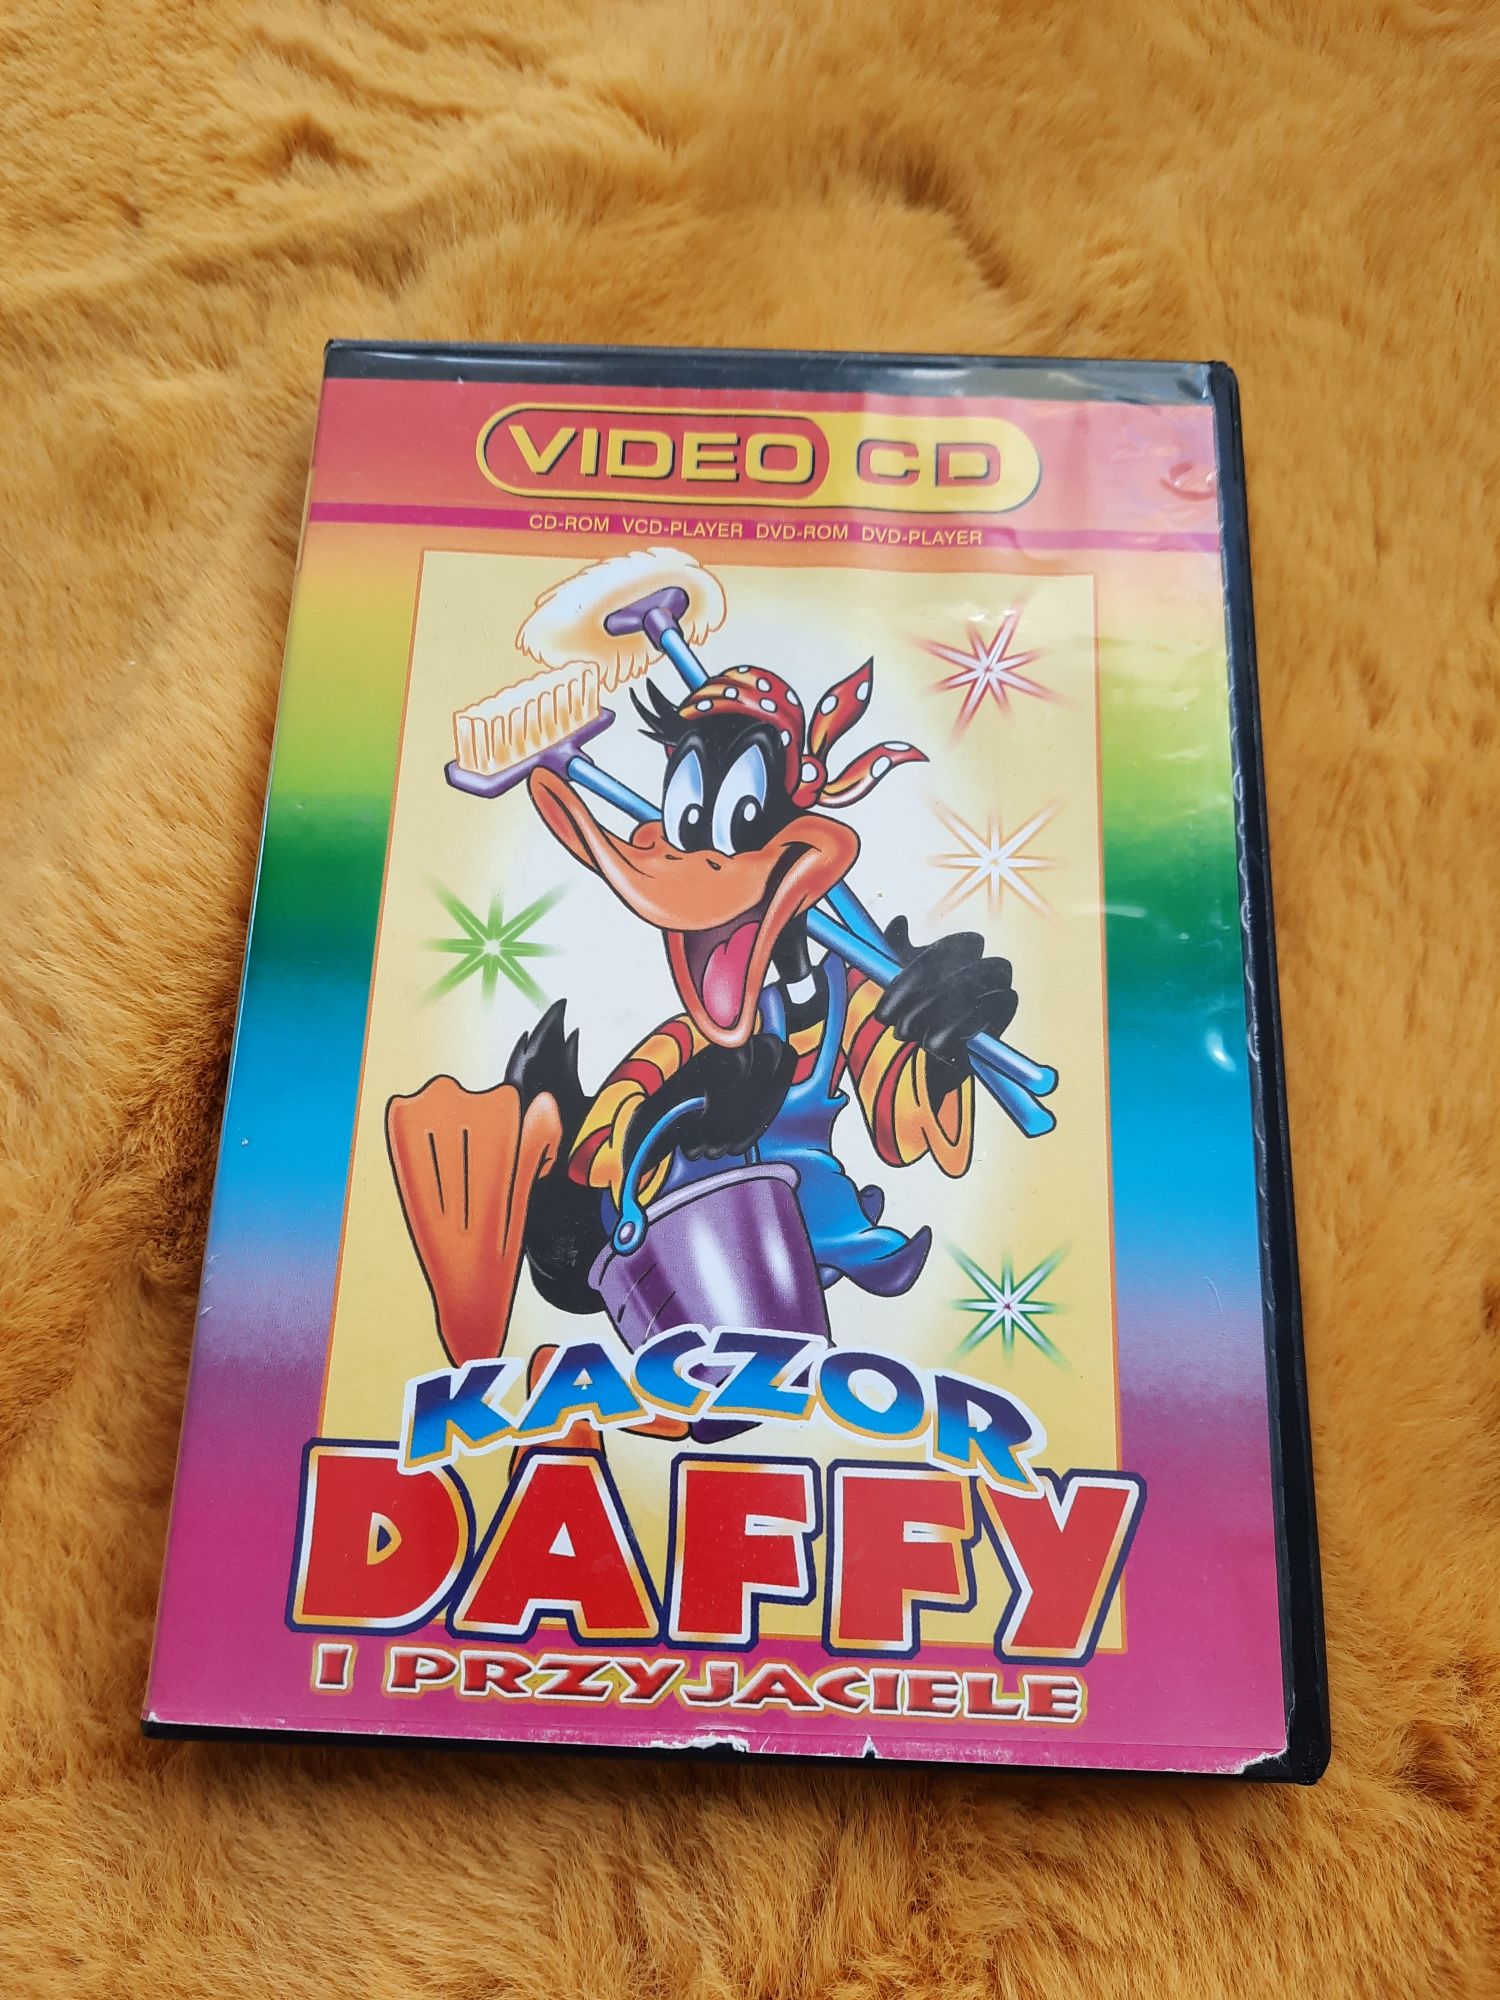 VIDEO CD
CD-ROM VCD-PLAYER DVD-ROM DVD-PLAYER
KACZOR
DAFFY
I PRZYJACIELE